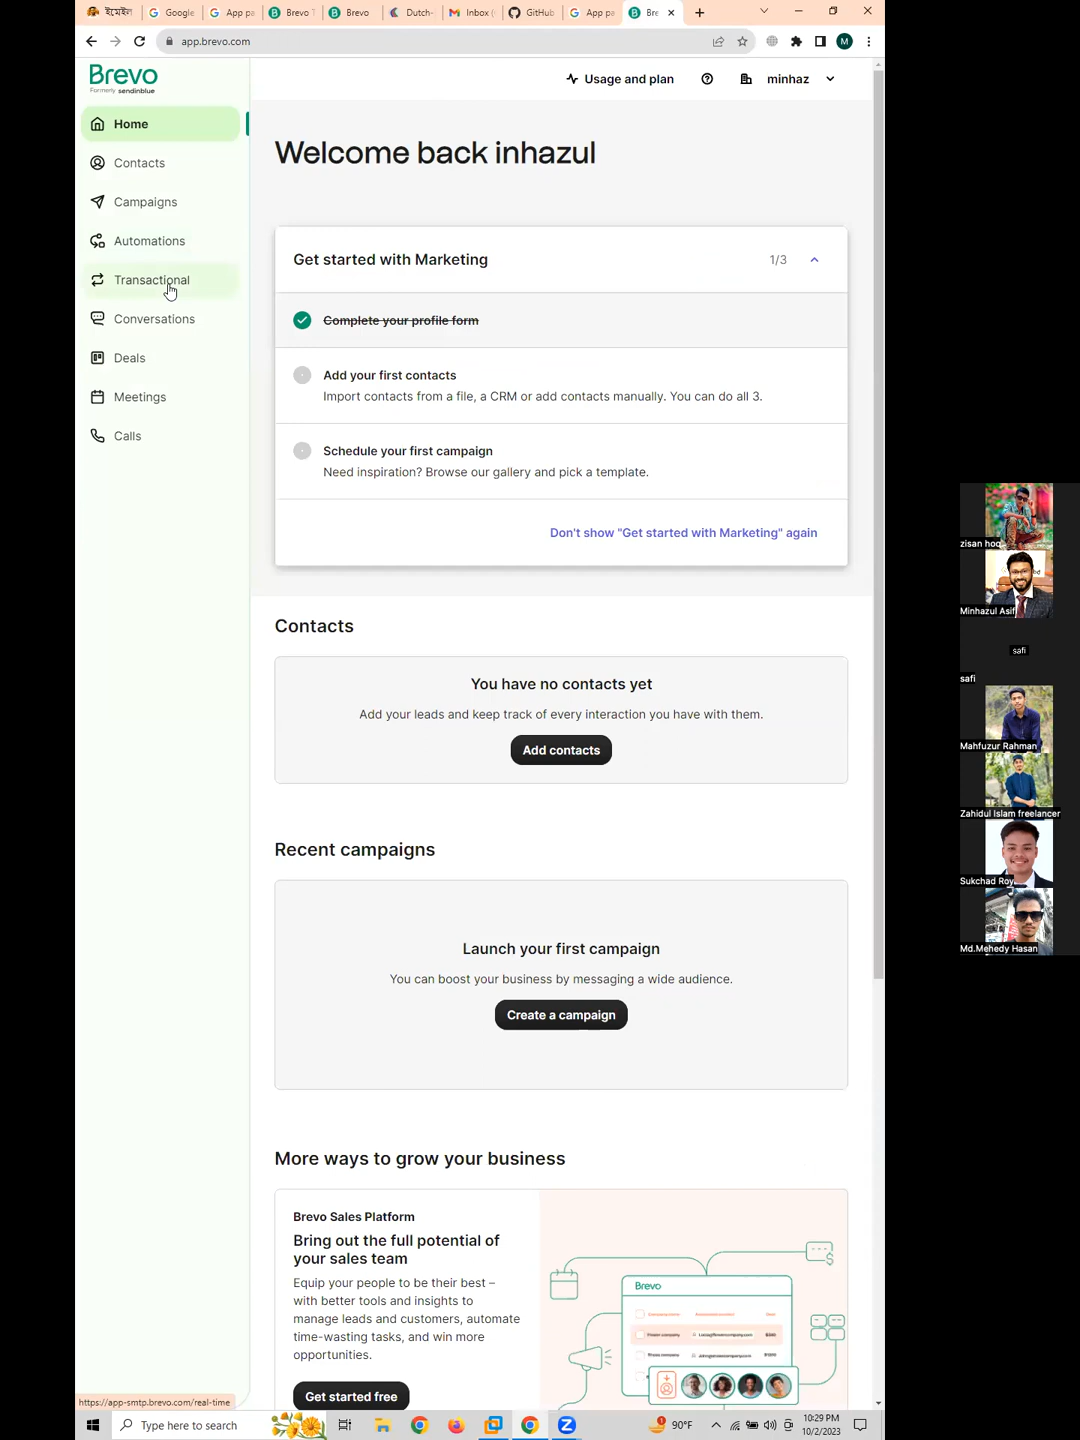 ইমেইল
Google
App pa
Brevo T
Brevo
Dutch-
Inbox (
GitHub
App pa
Bre
app.brevo.com
Brevo
Formerly sendinblue
Usage and plan
minhaz
Home
Contacts
Campaigns
Automations
Transactional
Conversations
Deals
Meetings
Calls
Welcome back inhazul
Get started with Marketing
1/3
Complete your profile form
Add your first contacts
Import contacts from a file, a CRM or add contacts manually. You can do all 3.
Schedule your first campaign
Need inspiration? Browse our gallery and pick a template.
Don't show "Get started with Marketing" again
Contacts
You have no contacts yet
Add your leads and keep track of every interaction you have with them.
Add contacts
Recent campaigns
Launch your first campaign
You can boost your business by messaging a wide audience.
Create a campaign
More ways to grow your business
Brevo Sales Platform
Bring out the full potential of
your sales team
Equip your people to be their best –
with better tools and insights to
manage leads and customers, automate
time-wasting tasks, and win more
opportunities.
Get started free
Brevo
zisan hoq
Minhazul Asif
safi
safi
Mahfuzur Rahman
Zahidul Islam freelancer
Sukchad Roy
Md.Mehedy Hasan
https://app-smtp.brevo.com/real-time
Type here to search
90°F
10:29 PM
10/2/2023